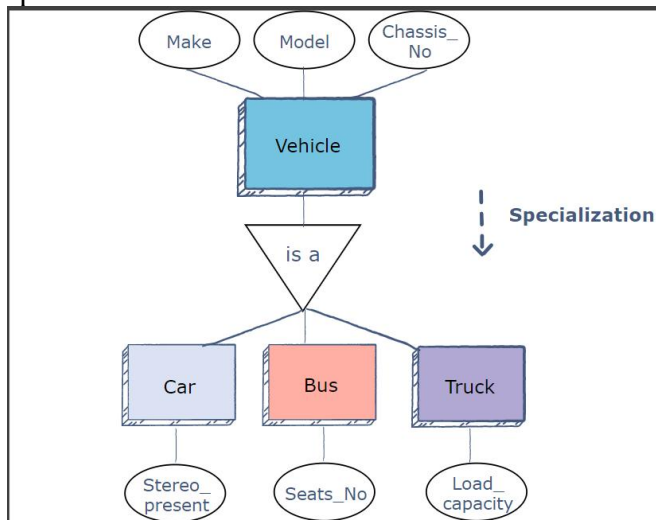 Make
Model
Chassis_
No
Vehicle
Specialization
is a
Car
Bus
Truck
Stereo_
present
Seats_No
Load_
capacity